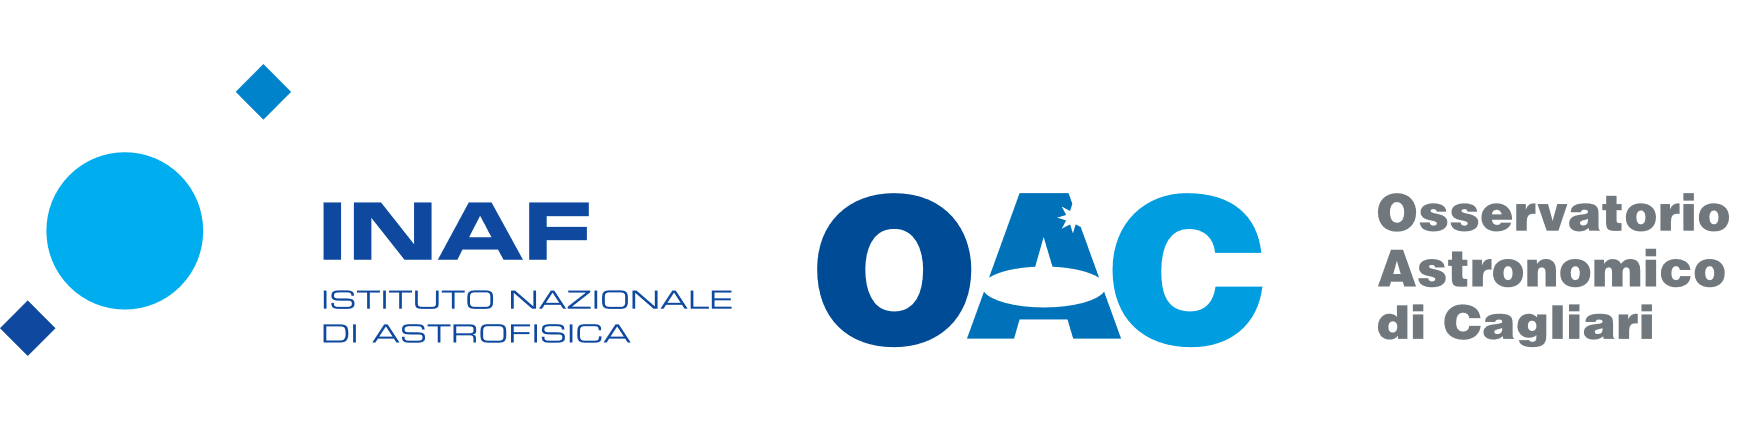 INAF
ISTITUTO NAZIONALE
DI ASTROFISICA
OAC
Osservatorio
Astronomico
di Cagliari